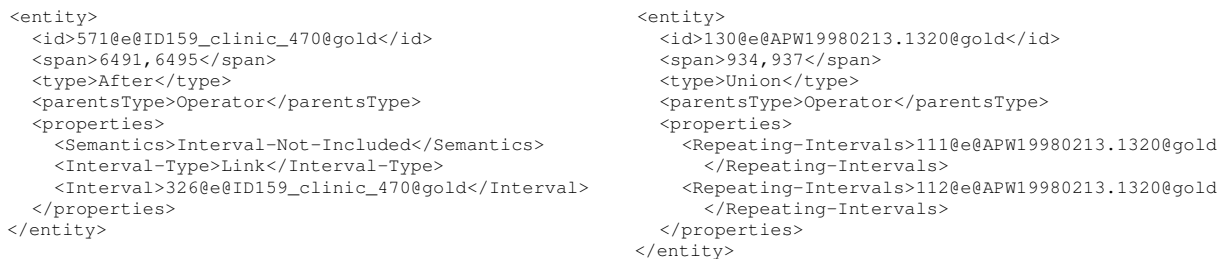 <entity>
  <id>571@e@ID159_clinic_470@gold</id>
  <span>6491,6495</span>
  <type>After</type>
  <parentsType>Operator</parentsType>
  <properties>
    <Semantics>Interval-Not-Included</Semantics>
    <Interval-Type>Link</Interval-Type>
    <Interval>326@e@ID159_clinic_470@gold</Interval>
  </properties>
</entity>
<entity>
  <id>130@e@APW19980213.1320@gold</id>
  <span>934,937</span>
  <type>Union</type>
  <parentsType>Operator</parentsType>
  <properties>
    <Repeating-Intervals>111@e@APW19980213.1320@gold
      </Repeating-Intervals>
    <Repeating-Intervals>112@e@APW19980213.1320@gold
      </Repeating-Intervals>
  </properties>
</entity>